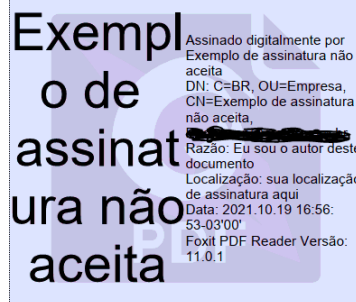 Exempl
o de
assinat
ura não
aceita
Assinado digitalmente por
Exemplo de assinatura não
aceita
DN: C=BR, OU=Empresa,
CN=Exemplo de assinatura
não aceita,
Razão: Eu sou o autor deste
documento
Localização: sua localização
de assinatura aqui
Data: 2021.10.19 16:56:
53-03'00'
Foxit PDF Reader Versão:
11.0.1
PDF